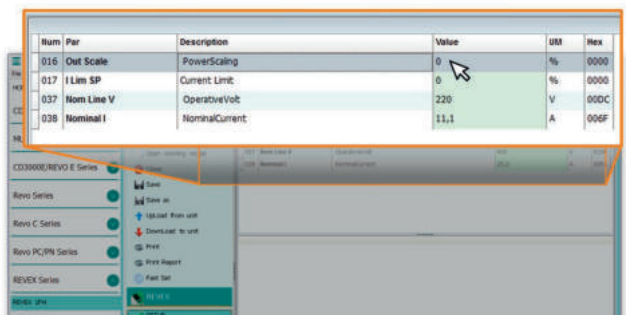 Num Par Description Value UM Hex
016 Out Scale PowerScaling 0 % 0000
017 I Lim SP Current Limit 0 % 0000
037 Nom Line V OperativeVolt 220 V 00DC
038 Nominal I NominalCurrent 11,1 A 006F
CD3000E/REVO E Series
Revo Series
Revo C Series
Revo PC/PN Series
REVEX Series
REVEX 1PH
Save
Save as
Upload from unit
Download to unit
Print
Print Report
Fast Set
REVEX